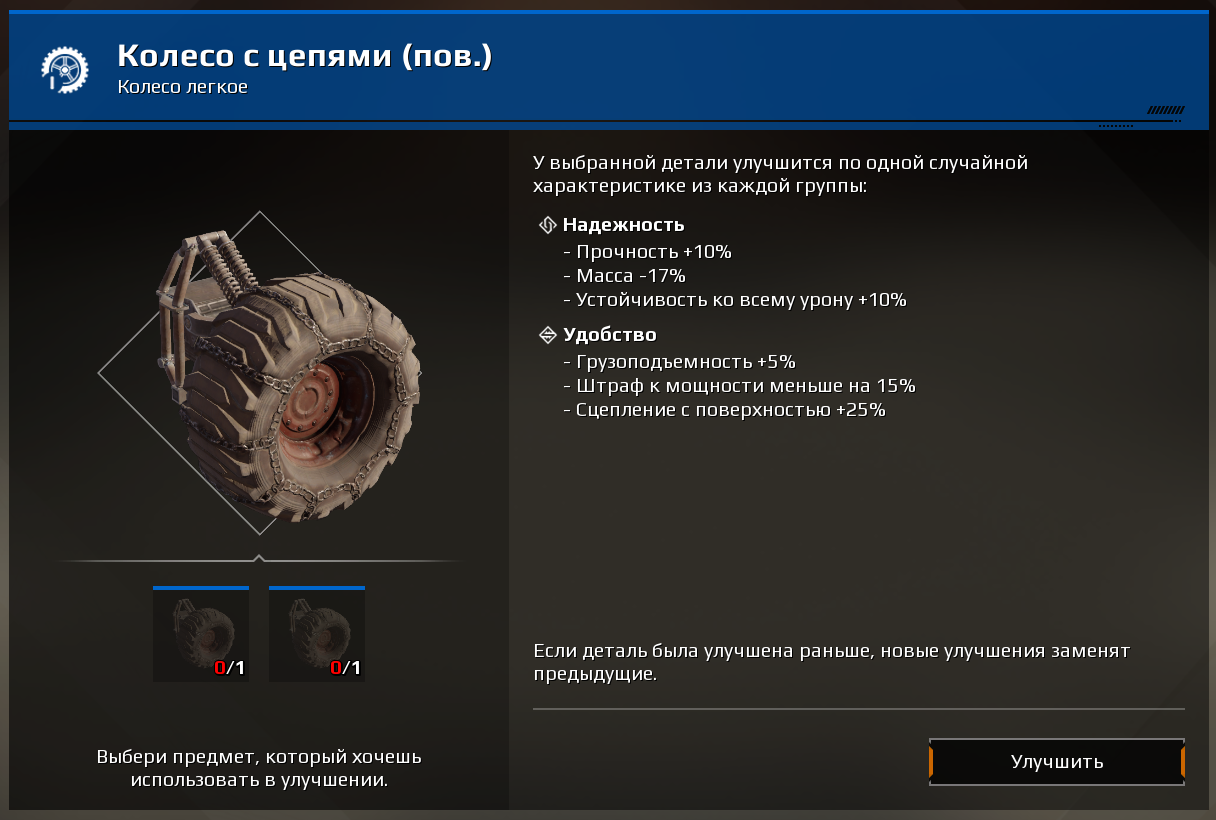 Колесо с цепями (пов.)
Колесо легкое
У выбранной детали улучшится по одной случайной
характеристике из каждой группы:
Надежность
- Прочность +10%
- Масса -17%
- Устойчивость ко всему урону +10%
Удобство
- Грузоподъемность +5%
- Штраф к мощности меньше на 15%
- Сцепление с поверхностью +25%
0/1
0/1
Если деталь была улучшена раньше, новые улучшения заменят
предыдущие.
Выбери предмет, который хочешь
использовать в улучшении.
Улучшить